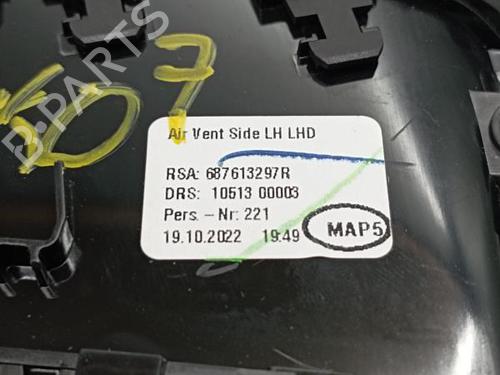 B-PARTS
07
Air Vent Side LH LHD
RSA: 687613297R
DRS: 10513 00003
Pers. - Nr: 221
19.10.2022 19:49 MAP5